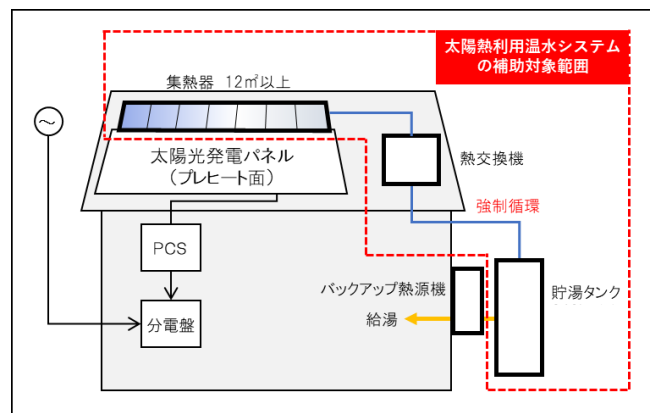 太陽熱利用温水システム
の補助対象範囲
集熱器 12㎡以上
～
太陽光発電パネル
（プレヒート面）
熱交換機
強制循環
PCS
バックアップ熱源機
貯湯タンク
給湯
分電盤